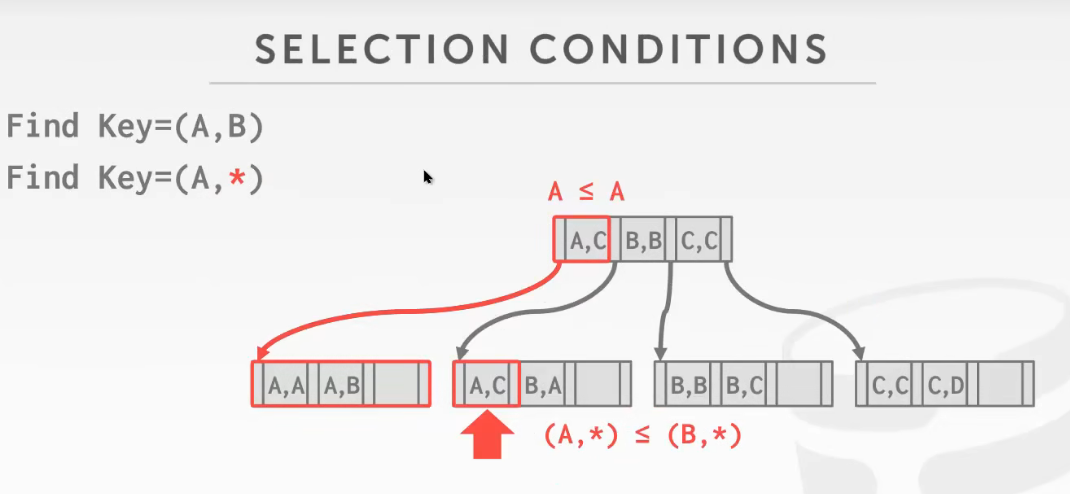 SELECTION CONDITIONS
Find Key=(A,B)
Find Key=(A,*)
A ≤ A
A,C B,B C,C
A,A A,B A,C B,A B,B B,C C,C C,D
(A,*) ≤ (B,*)